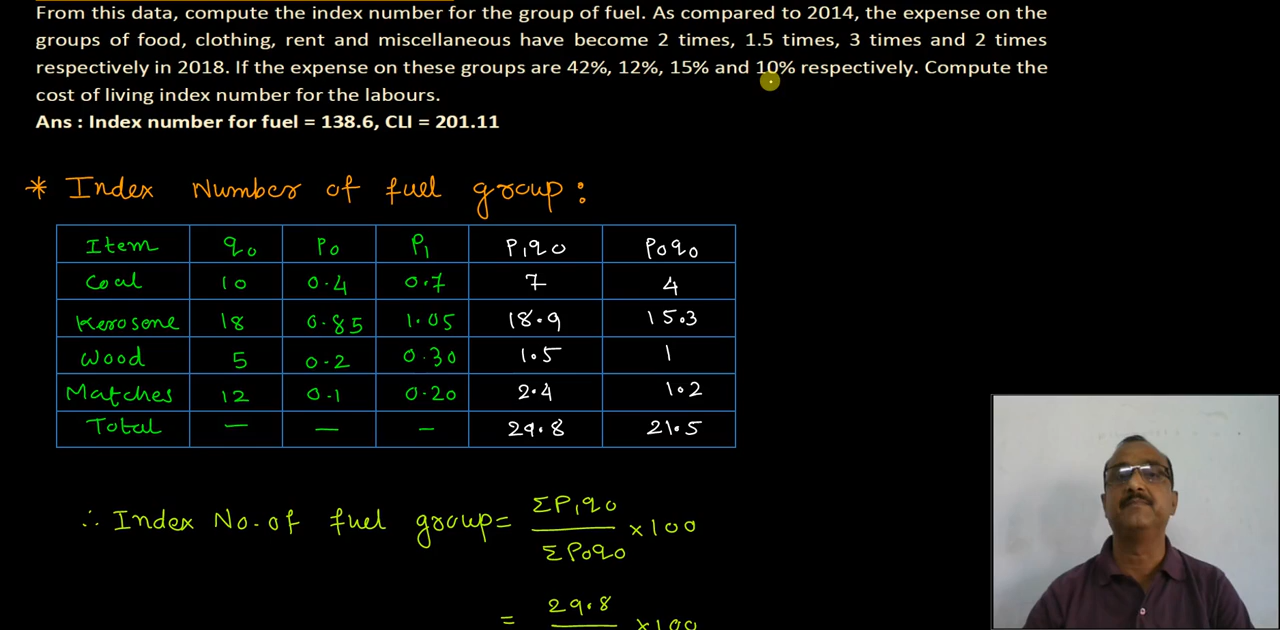 From this data, compute the index number for the group of fuel. As compared to 2014, the expense on the
groups of food, clothing, rent and miscellaneous have become 2 times, 1.5 times, 3 times and 2 times
respectively in 2018. If the expense on these groups are 42%, 12%, 15% and 10% respectively. Compute the
cost of living index number for the labours.
Ans : Index number for fuel = 138.6, CLI = 201.11
* Index Number of fuel group:
Item q0 P0 P1 P1q0 P0q0
Coal 10 0.4 0.7 7 4
Kerosone 18 0.85 1.05 18.9 15.3
Wood 5 0.2 0.30 1.5 1
Matches 12 0.1 0.20 2.4 1.2
Total — — — 29.8 21.5
∴ Index No. of fuel group = ΣP1q0 / ΣP0q0 ×100
= 29.8 ×100